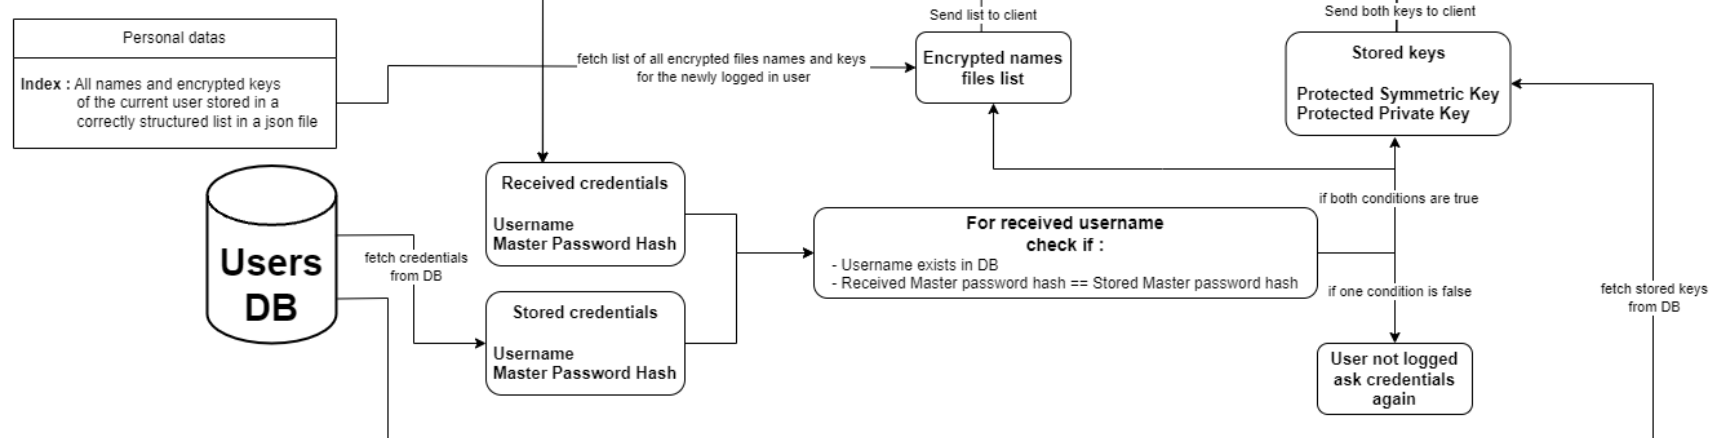 Send list to client
Send both keys to client
Personal datas
Index : All names and encrypted keys
of the current user stored in a
correctly structured list in a json file
fetch list of all encrypted files names and keys
for the newly logged in user
Encrypted names
files list
Stored keys
Protected Symmetric Key
Protected Private Key
Received credentials
Username
Master Password Hash
if both conditions are true
For received username
check if :
- Username exists in DB
- Received Master password hash == Stored Master password hash
Users
DB
fetch credentials
from DB
if one condition is false
fetch stored keys
from DB
Stored credentials
Username
Master Password Hash
User not logged
ask credentials
again